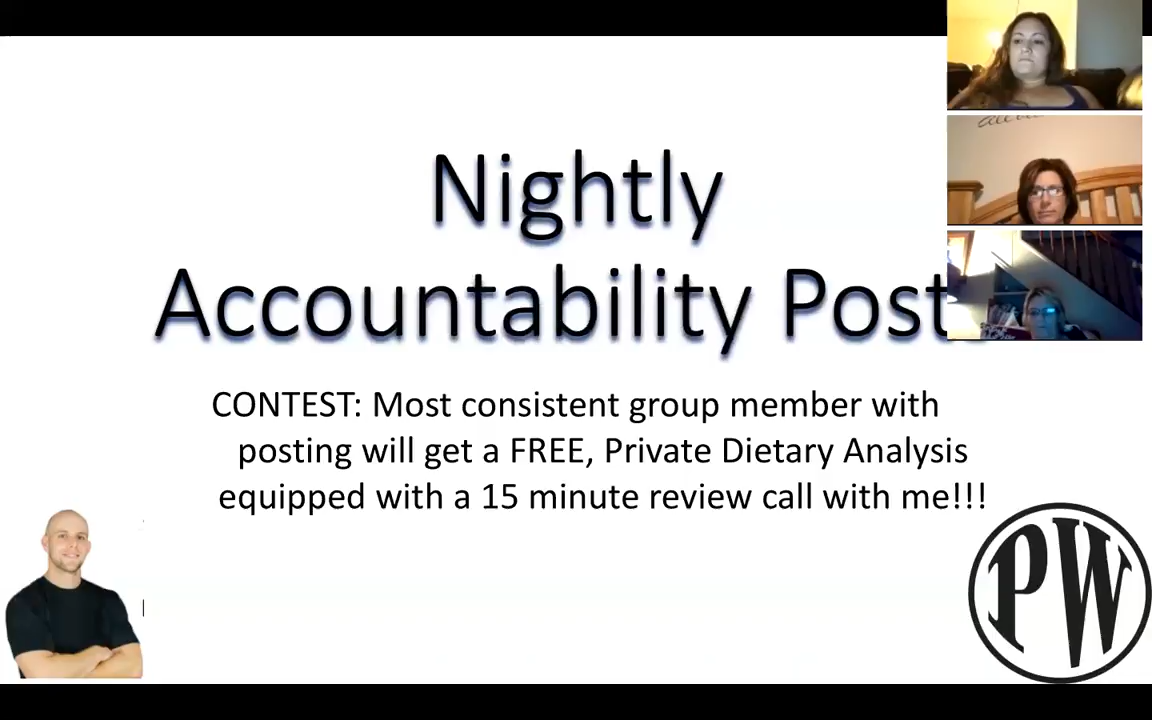 Nightly
Accountability Post
CONTEST: Most consistent group member with
posting will get a FREE, Private Dietary Analysis
equipped with a 15 minute review call with me!!!
PW